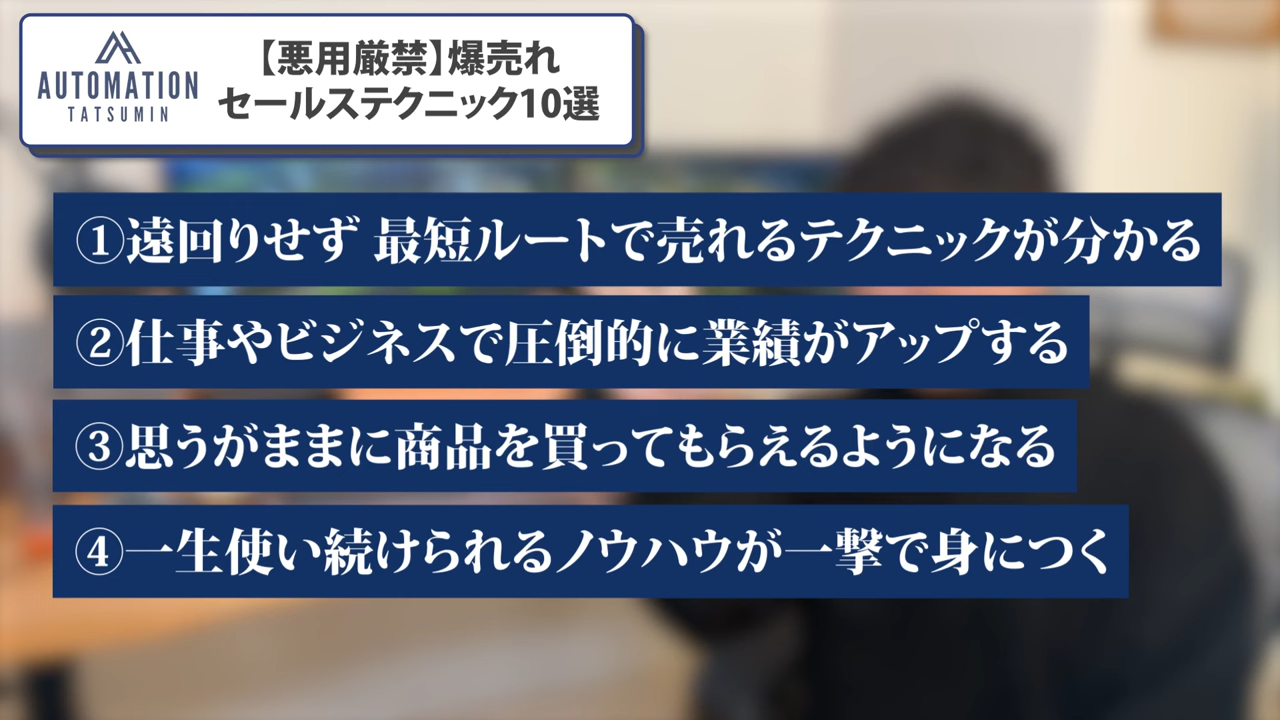 AUTOMATION
TATSUMIN
【悪用厳禁】爆売れ
セールステクニック10選
①遠回りせず 最短ルートで売れるテクニックが分かる
②仕事やビジネスで圧倒的に業績がアップする
③思うがままに商品を買ってもらえるようになる
④一生使い続けられるノウハウが一撃で身につく